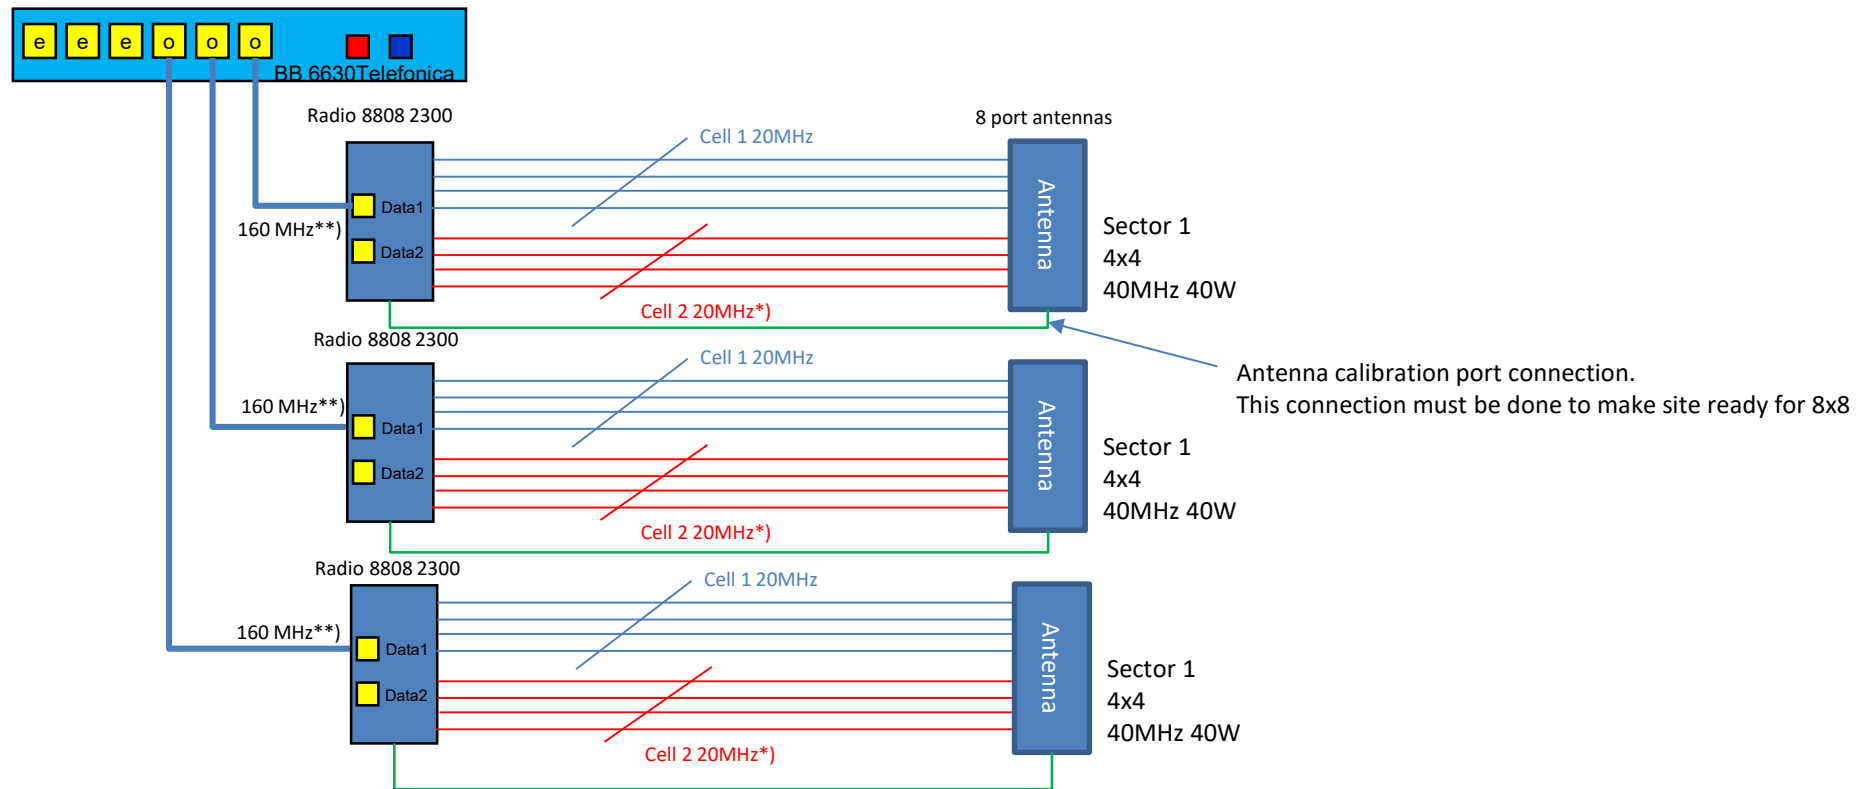 e e e o o o
BB 6630Telefonica
Radio 8808 2300
8 port antennas
Cell 1 20MHz
Data1
160 MHz**)
Data2
Antenna
Sector 1
4x4
40MHz 40W
Cell 2 20MHz*)
Radio 8808 2300
Cell 1 20MHz
Antenna calibration port connection.
This connection must be done to make site ready for 8x8
160 MHz**)
Data1
Data2
Antenna
Sector 1
4x4
40MHz 40W
Cell 2 20MHz*)
Radio 8808 2300
Cell 1 20MHz
160 MHz**)
Data1
Data2
Antenna
Sector 1
4x4
40MHz 40W
Cell 2 20MHz*)